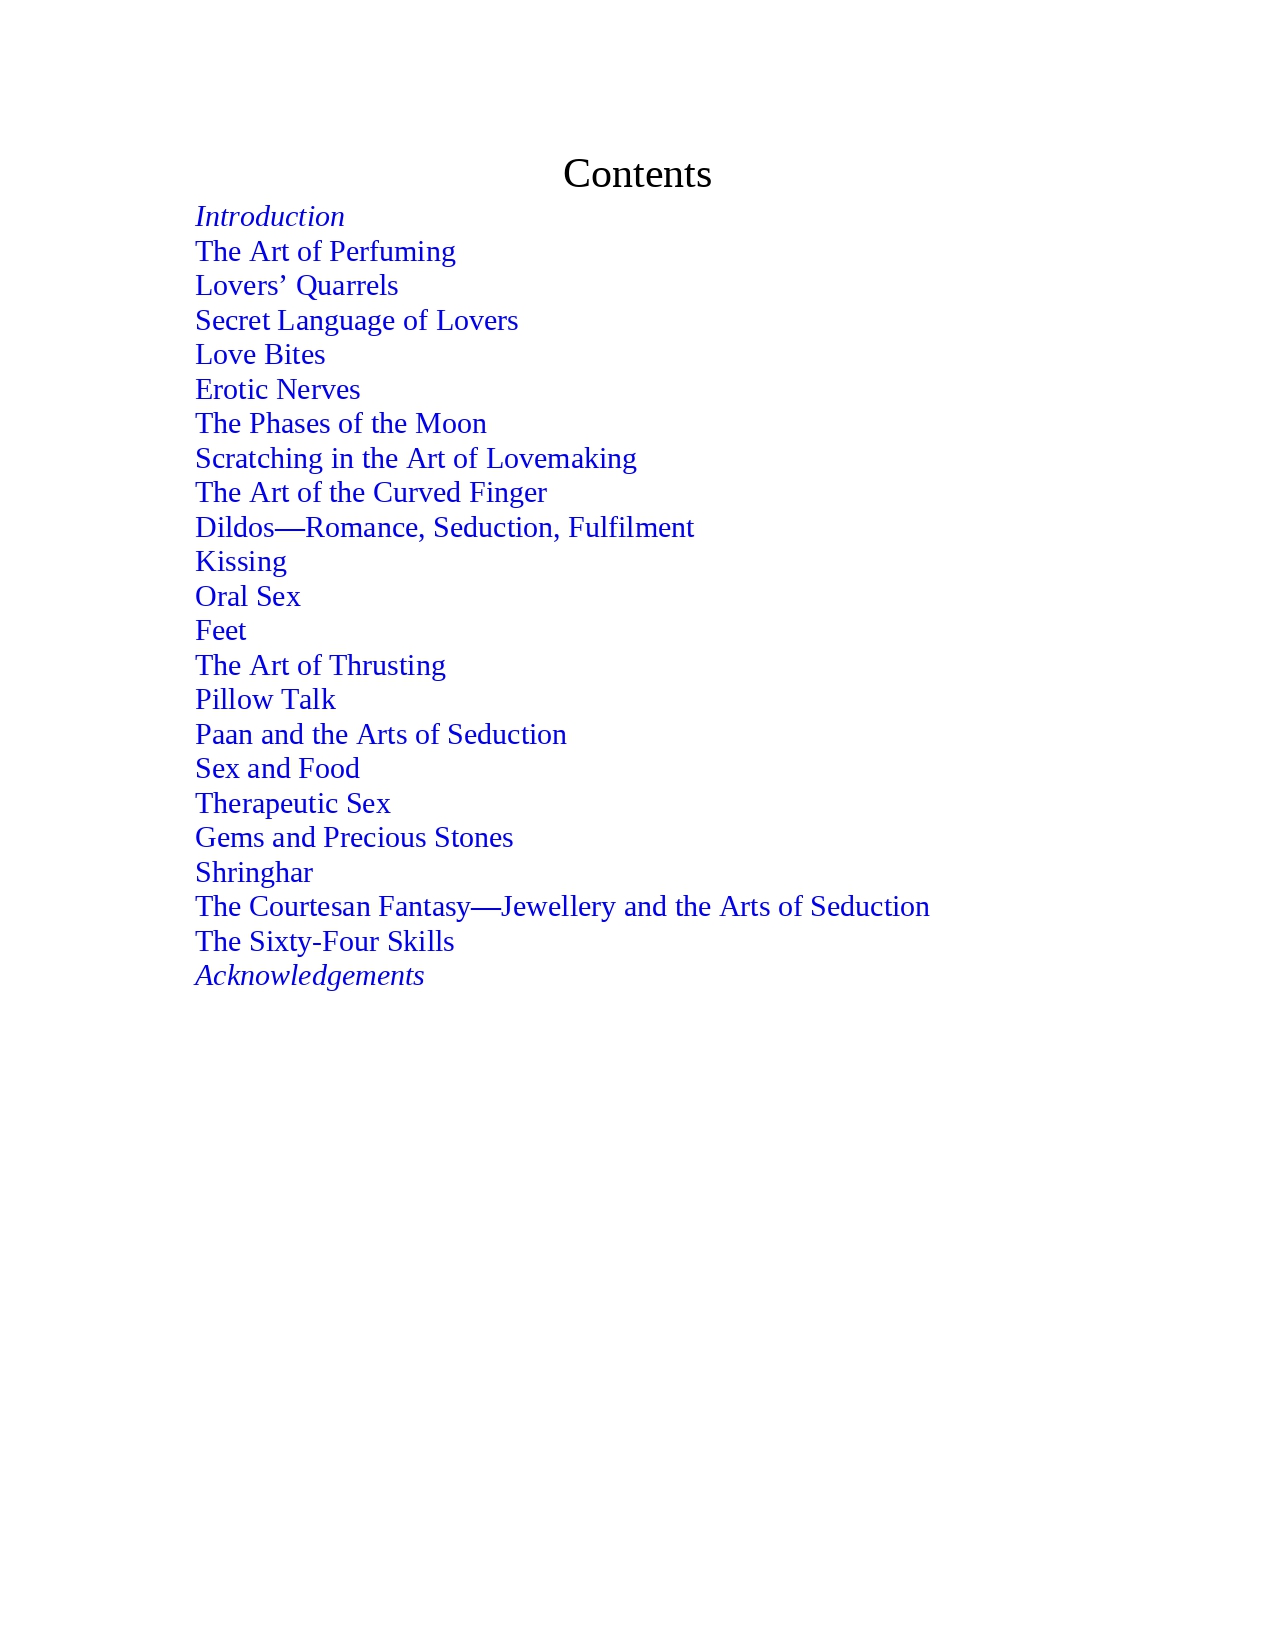 Contents
Introduction
The Art of Perfuming
Lovers’ Quarrels
Secret Language of Lovers
Love Bites
Erotic Nerves
The Phases of the Moon
Scratching in the Art of Lovemaking
The Art of the Curved Finger
Dildos—Romance, Seduction, Fulfilment
Kissing
Oral Sex
Feet
The Art of Thrusting
Pillow Talk
Paan and the Arts of Seduction
Sex and Food
Therapeutic Sex
Gems and Precious Stones
Shringhar
The Courtesan Fantasy—Jewellery and the Arts of Seduction
The Sixty-Four Skills
Acknowledgements